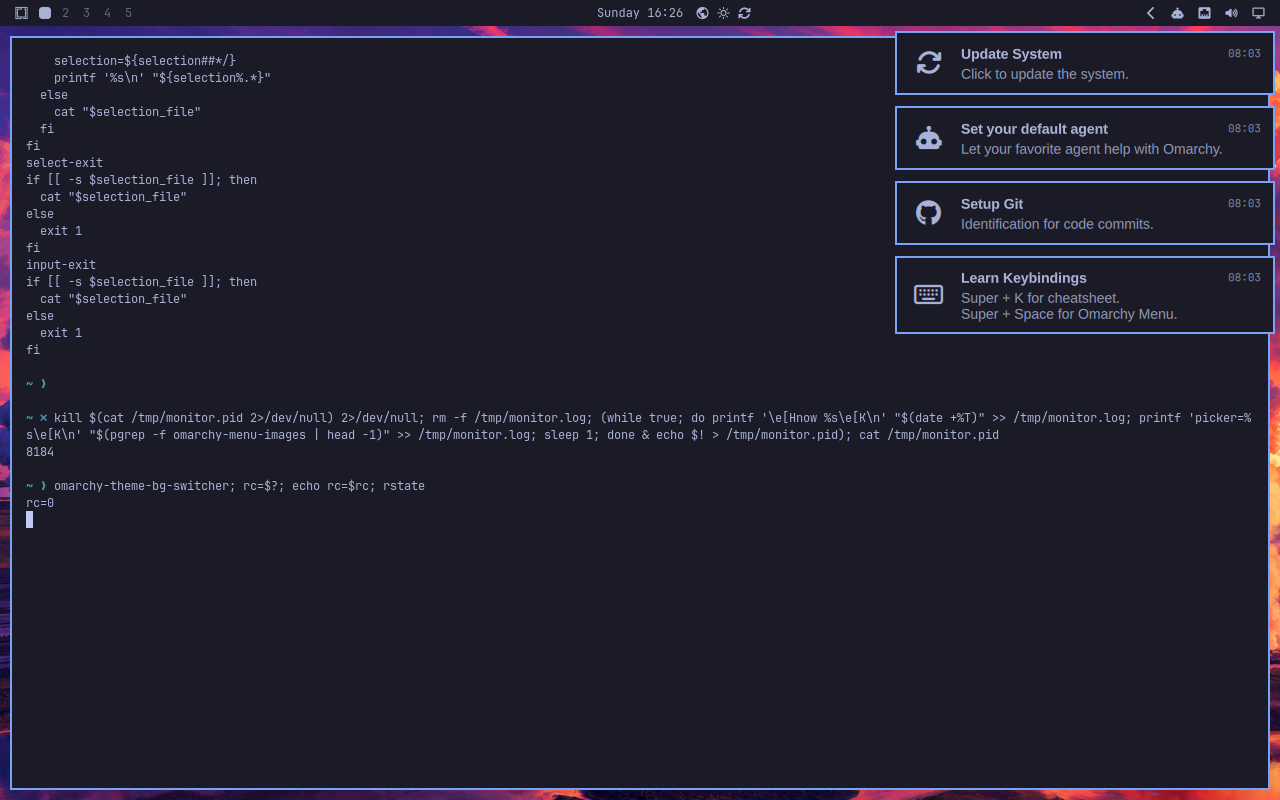 2 3 4 5
Sunday 16:26
    selection=${selection##*/}
    printf '%s\n' "${selection%.*}"
  else
    cat "$selection_file"
  fi
fi
select-exit
if [[ -s $selection_file ]]; then
  cat "$selection_file"
else
  exit 1
fi
input-exit
if [[ -s $selection_file ]]; then
  cat "$selection_file"
else
  exit 1
fi
~ ❯
~ × kill $(cat /tmp/monitor.pid 2>/dev/null) 2>/dev/null; rm -f /tmp/monitor.log; (while true; do printf '\e[Hnow %s\e[K\n' "$(date +%T)" >> /tmp/monitor.log; printf 'picker=%
s\e[K\n' "$(pgrep -f omarchy-menu-images | head -1)" >> /tmp/monitor.log; sleep 1; done & echo $! > /tmp/monitor.pid); cat /tmp/monitor.pid
8184
~ ❯ omarchy-theme-bg-switcher; rc=$?; echo rc=$rc; rstate
rc=0
Update System 08:03
Click to update the system.
Set your default agent 08:03
Let your favorite agent help with Omarchy.
Setup Git 08:03
Identification for code commits.
Learn Keybindings 08:03
Super + K for cheatsheet.
Super + Space for Omarchy Menu.